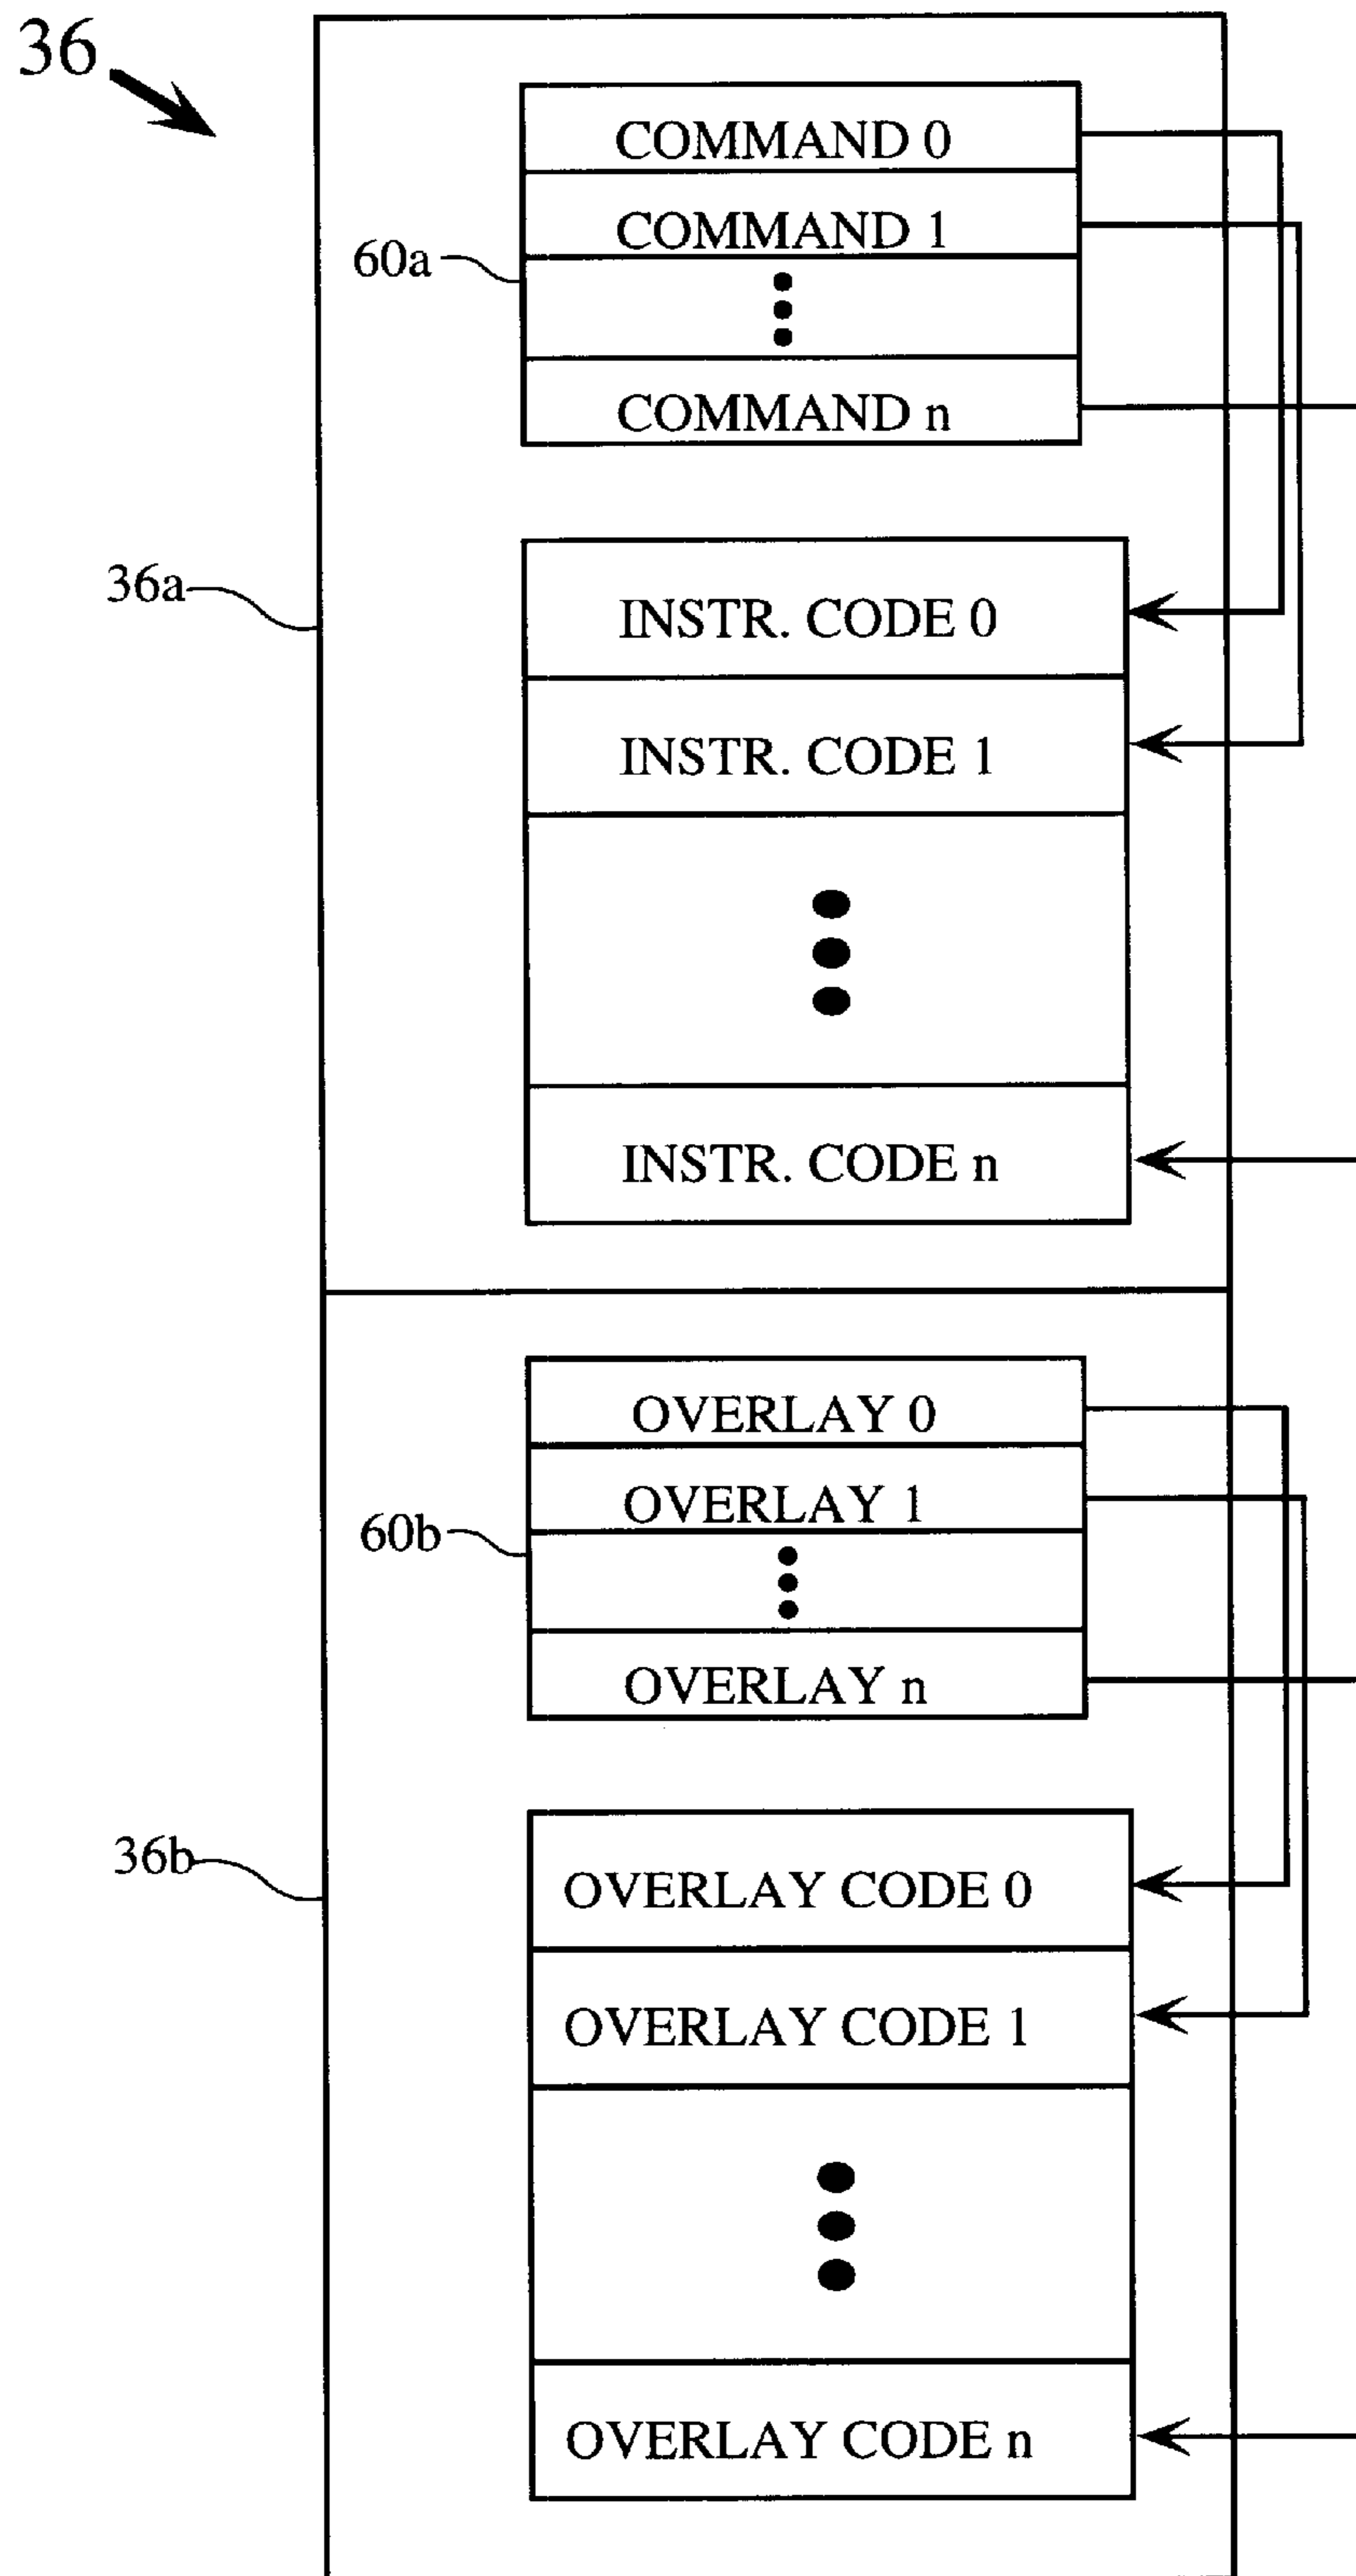 36
COMMAND 0
COMMAND 1
60a
COMMAND n
36a
INSTR. CODE 0
INSTR. CODE 1
INSTR. CODE n
OVERLAY 0
OVERLAY 1
60b
OVERLAY n
36b
OVERLAY CODE 0
OVERLAY CODE 1
OVERLAY CODE n